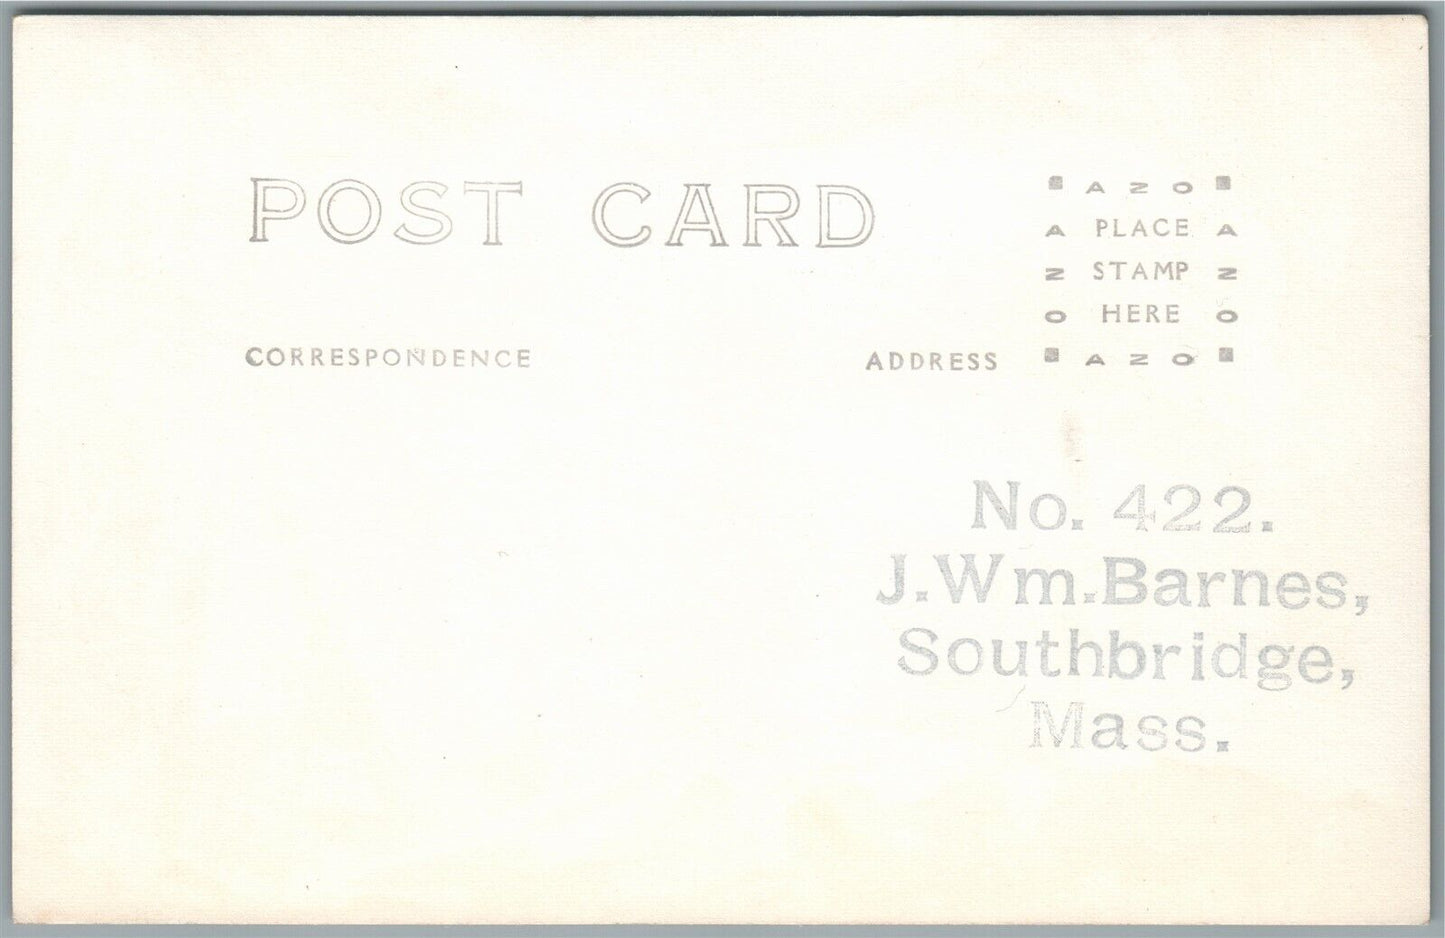 POST CARD
AZO
A PLACE A
Z STAMP Z
O HERE O
AZO
CORRESPONDENCE
ADDRESS
No. 422.
J.Wm.Barnes,
Southbridge,
Mass.